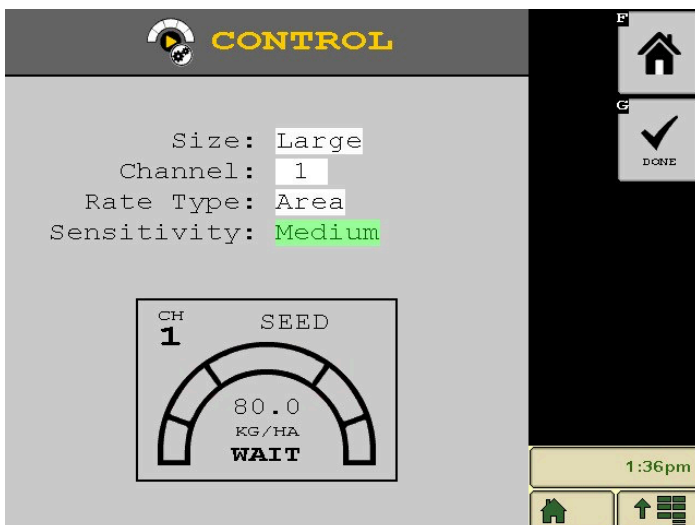 CONTROL
F
G
DONE
Size: Large
Channel: 1
Rate Type: Area
Sensitivity: Medium
CH
1
SEED
80.0
KG/HA
WAIT
1:36pm